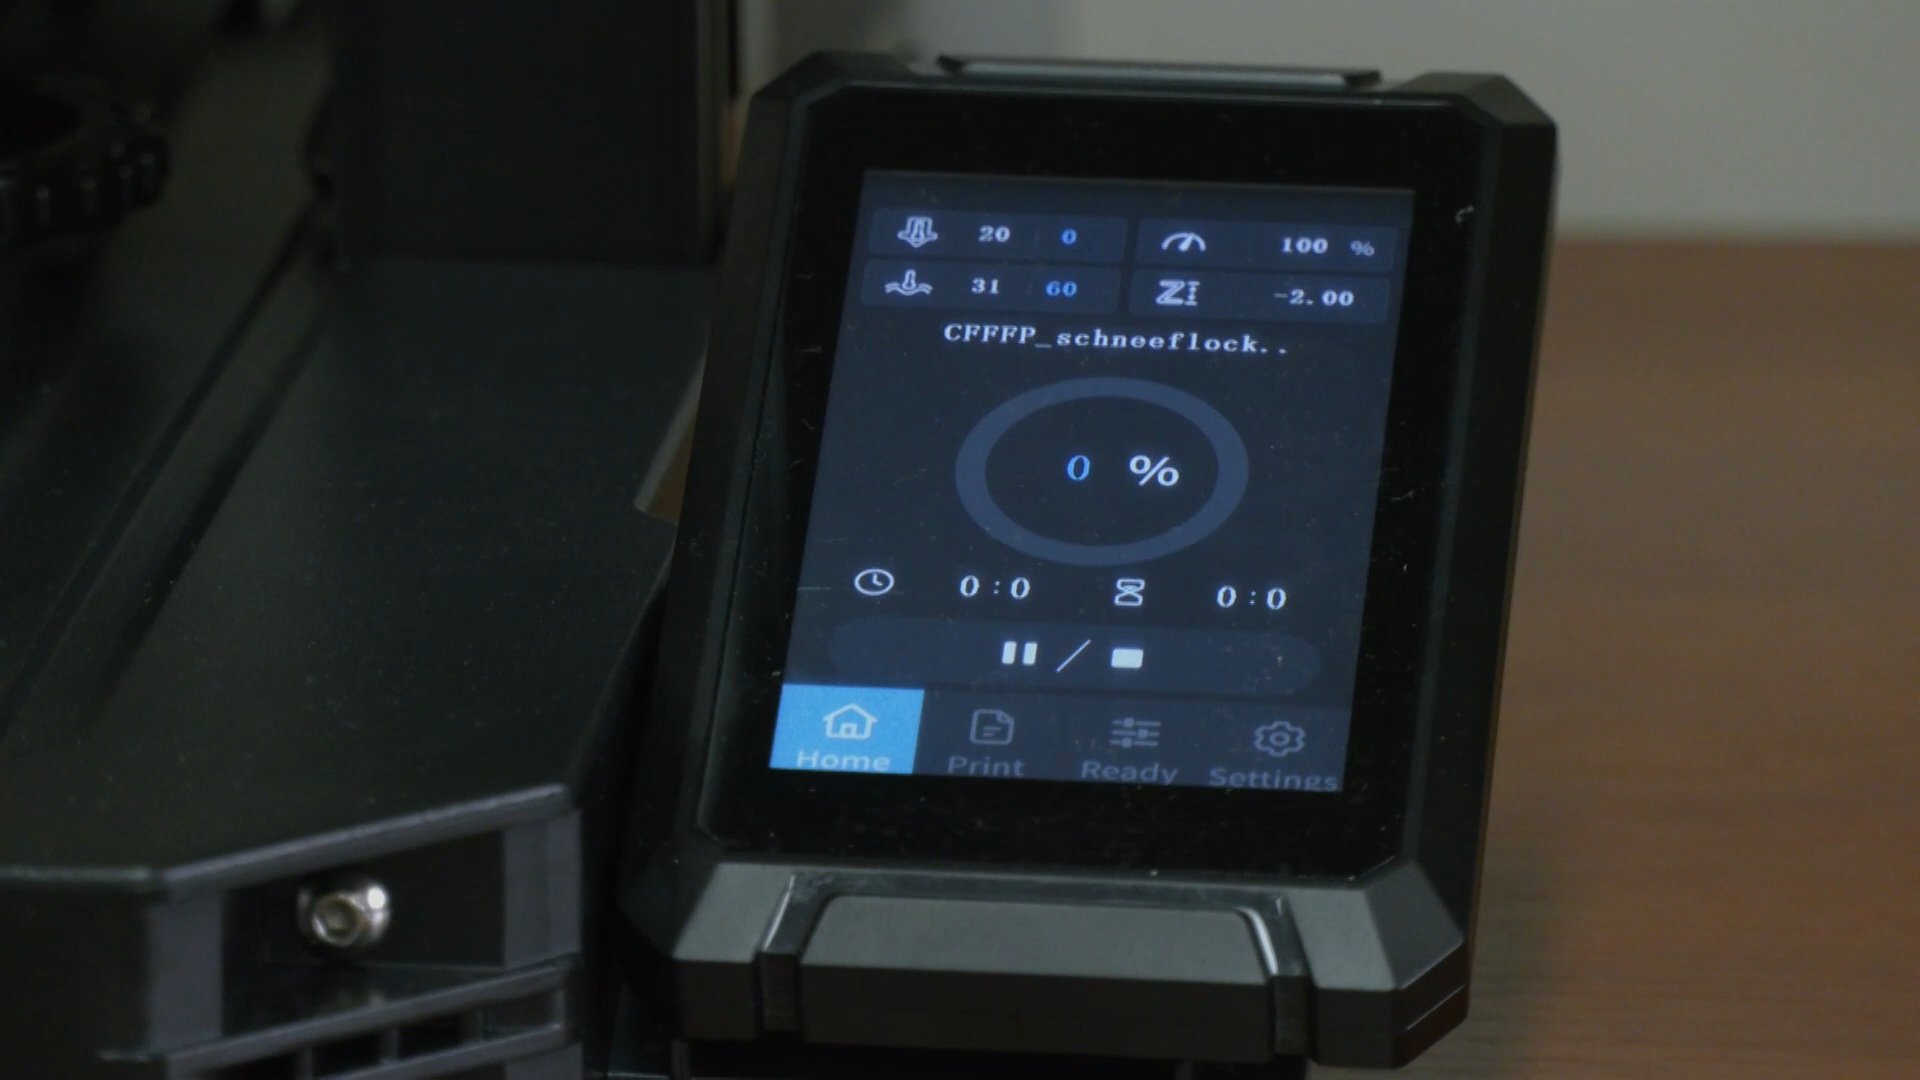 20 0 100 %
31 60 Z -2.00
CFFFP_schneeflock..
0 %
0:0 0:0
Home Print Ready Settings